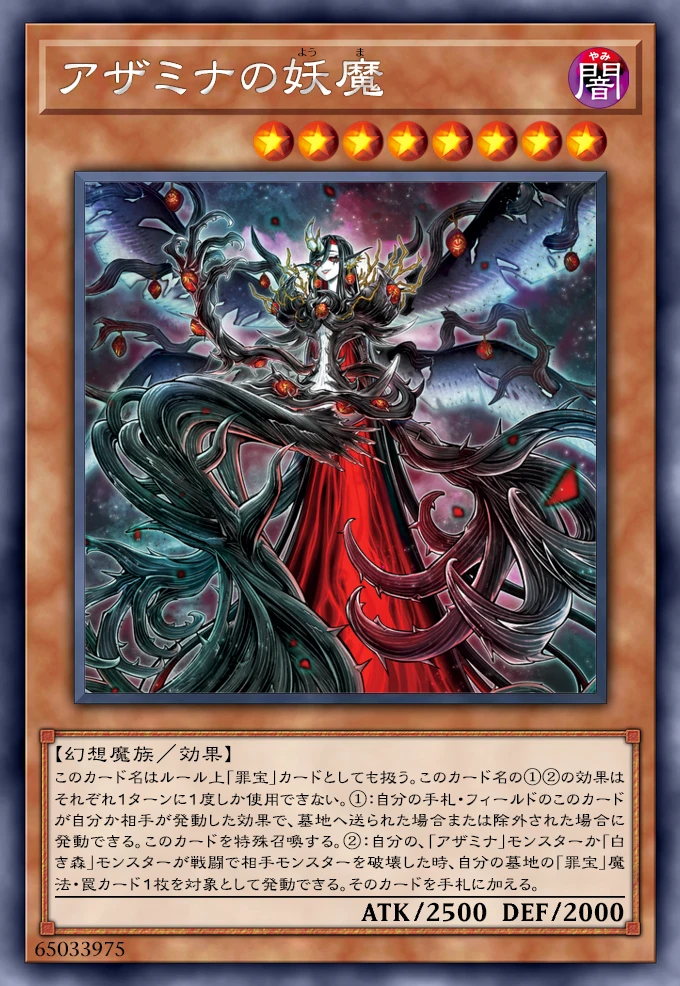 アザミナの妖魔
よう ま
闇
やみ
【幻想魔族／効果】
このカード名はルール上「罪宝」カードとしても扱う。このカード名の①②の効果は
それぞれ1ターンに1度しか使用できない。①：自分の手札・フィールドのこのカード
が自分か相手が発動した効果で、墓地へ送られた場合または除外された場合に
発動できる。このカードを特殊召喚する。②：自分の、「アザミナ」モンスターか「白
き森」モンスターが戦闘で相手モンスターを破壊した時、自分の墓地の「罪宝」魔
法・罠カード1枚を対象として発動できる。そのカードを手札に加える。
ATK/2500 DEF/2000
65033975